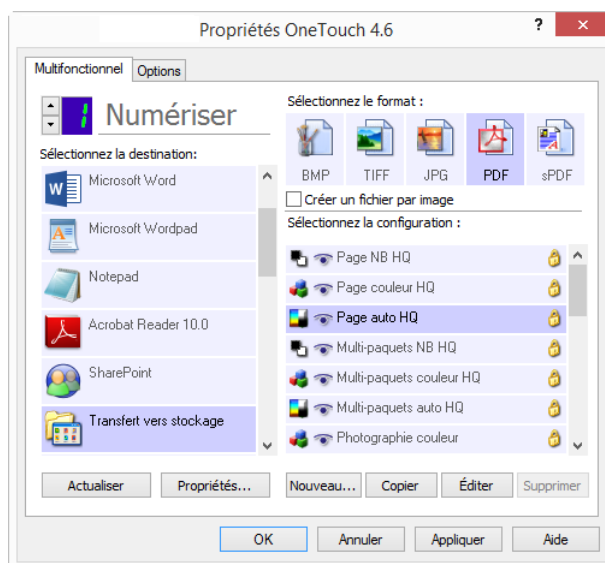 Propriétés OneTouch 4.6
?
Multifonctionnel
Options
1
Numériser
Sélectionnez la destination:
Microsoft Word
Microsoft Wordpad
Notepad
Acrobat Reader 10.0
SharePoint
Transfert vers stockage
Actualiser
Propriétés...
Sélectionnez le format :
BMP TIFF JPG PDF sPDF
Créer un fichier par image
Sélectionnez la configuration :
Page NB HQ
Page couleur HQ
Page auto HQ
Multi-paquets NB HQ
Multi-paquets couleur HQ
Multi-paquets auto HQ
Photographie couleur
Nouveau... Copier Éditer Supprimer
OK Annuler Appliquer Aide